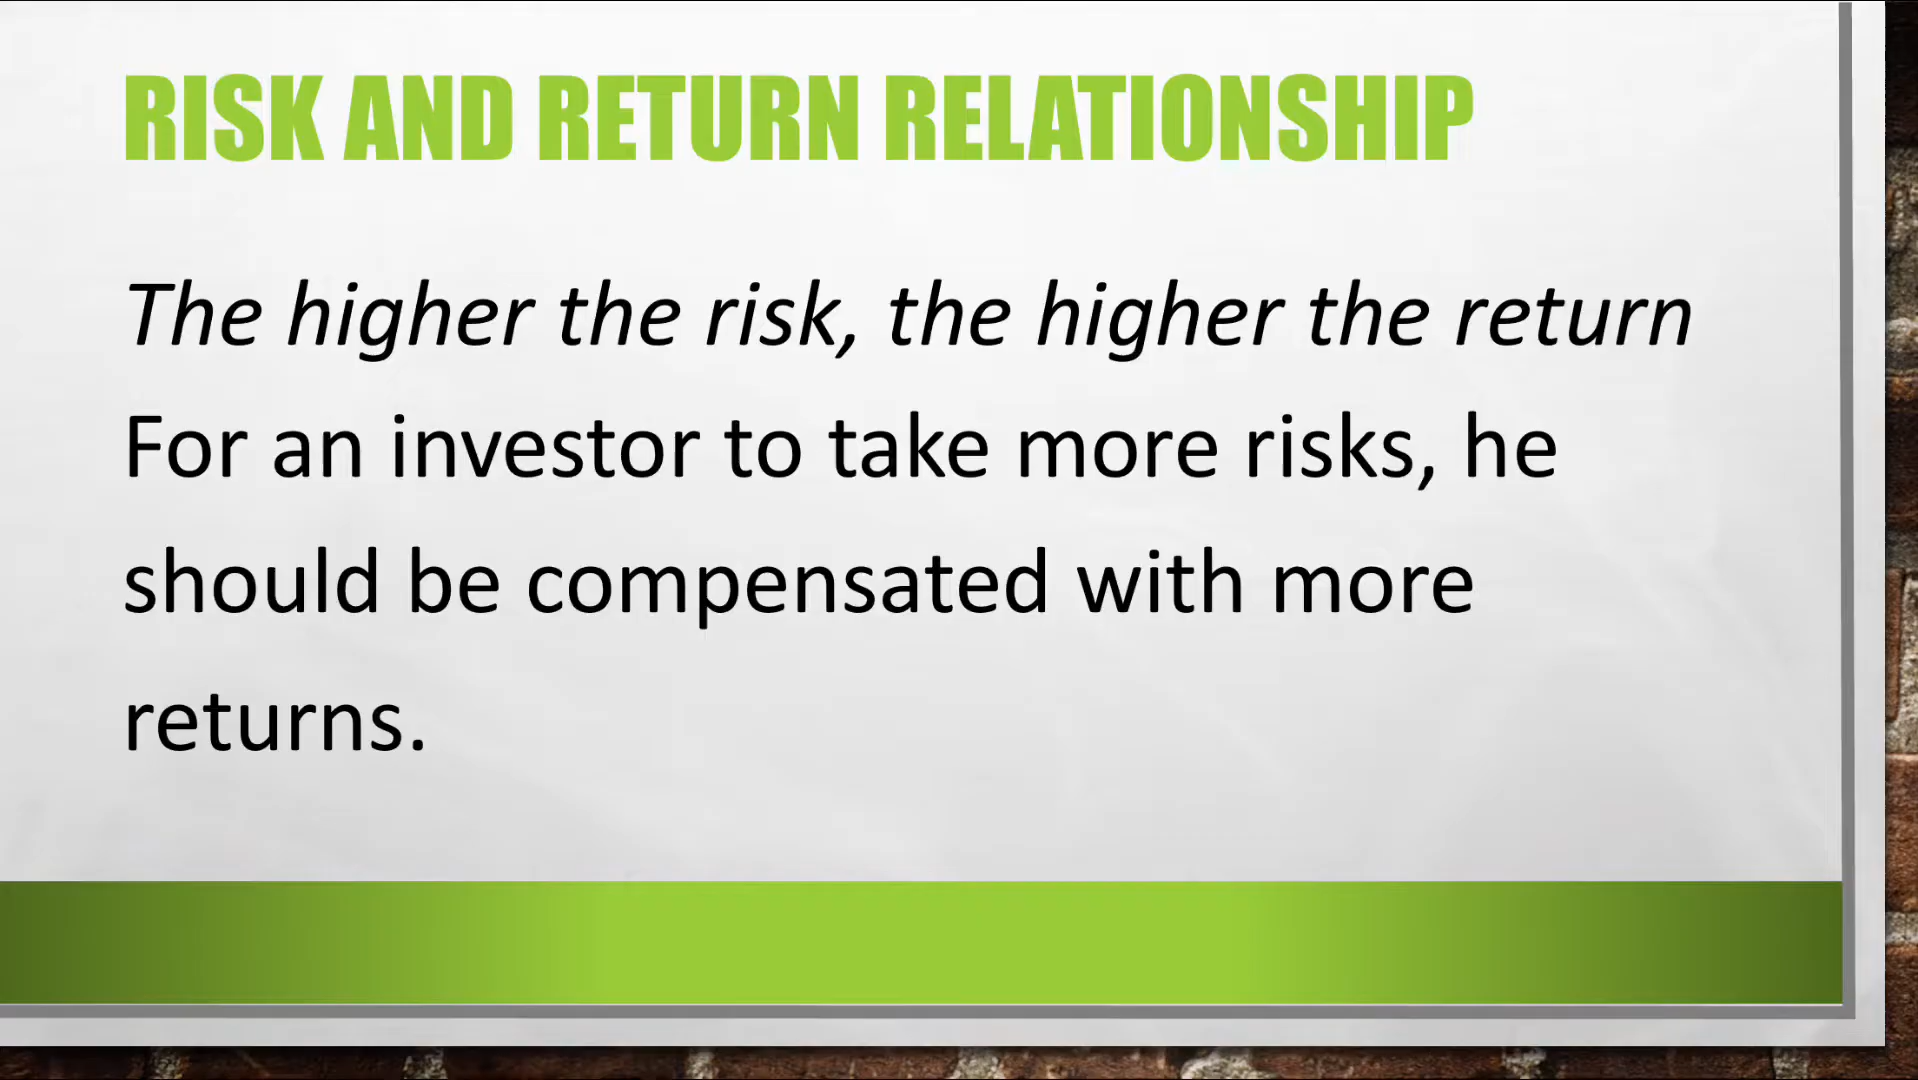 RISK AND RETURN RELATIONSHIP
The higher the risk, the higher the return
For an investor to take more risks, he
should be compensated with more
returns.